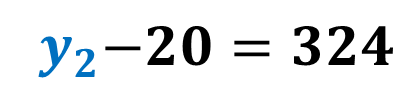 y₂−20 = 324